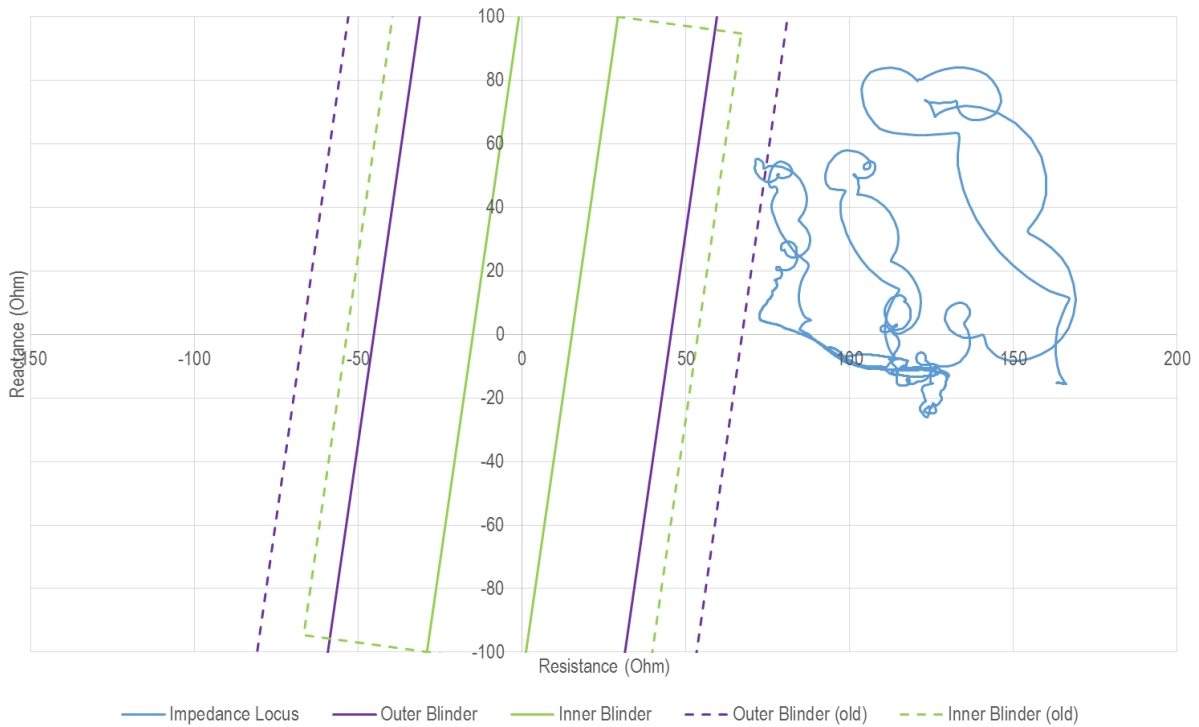 100
80
60
40
20
0
-20
-40
-60
-80
-100
-150
-100
-50
0
50
100
150
200
Reactance (Ohm)
Resistance (Ohm)
Impedance Locus
Outer Blinder
Inner Blinder
Outer Blinder (old)
Inner Blinder (old)